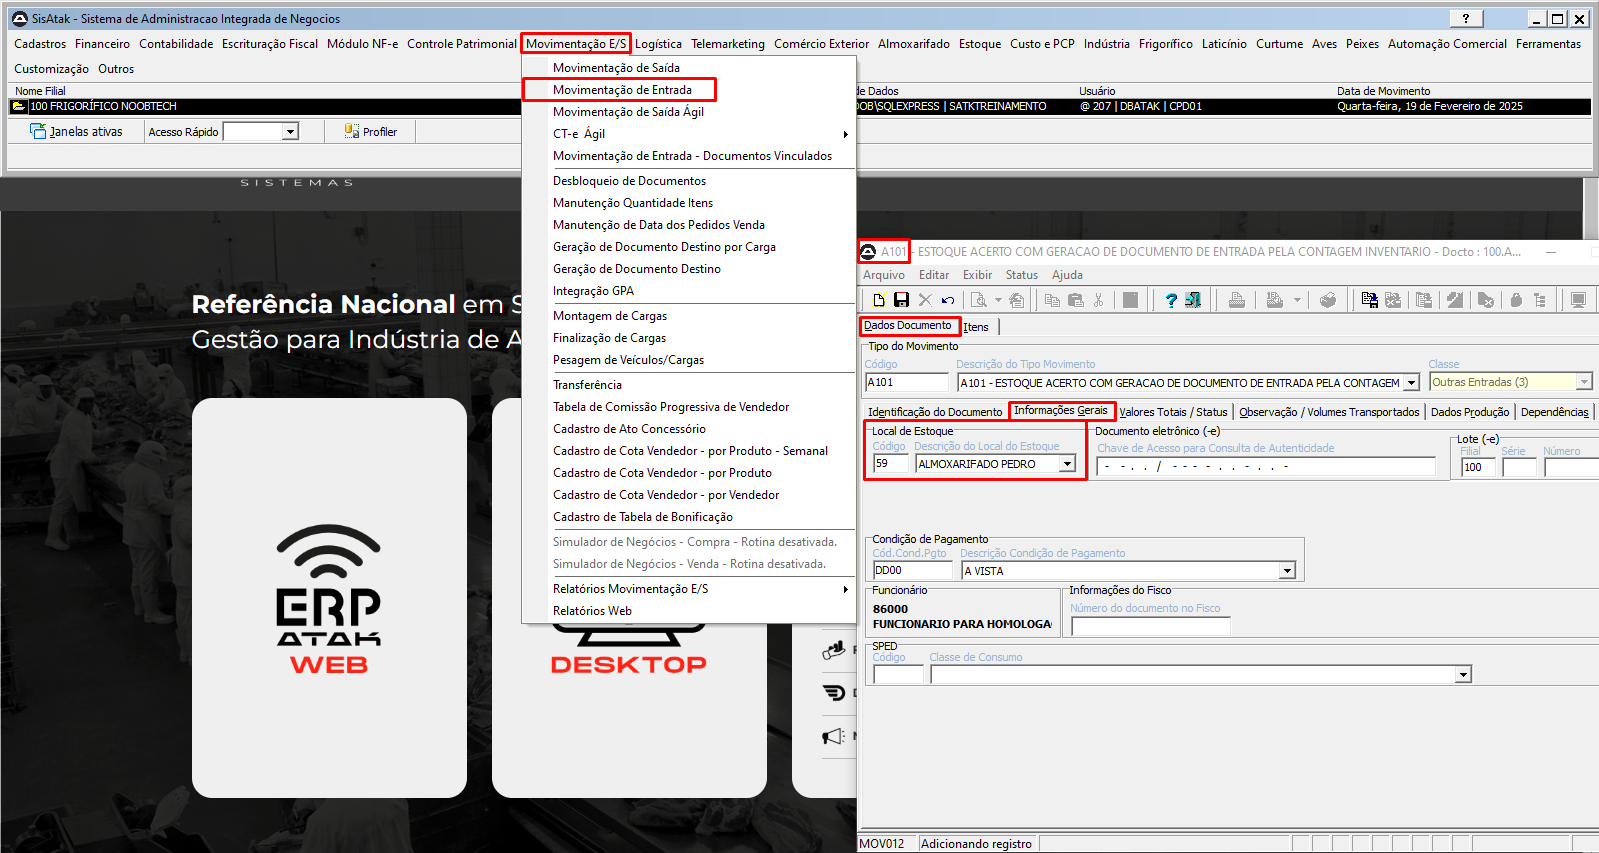 SisAtak - Sistema de Administracao Integrada de Negocios
?
Cadastros Financeiro Contabilidade Escrituração Fiscal Módulo NF-e Controle Patrimonial Movimentação E/S Logística Telemarketing Comércio Exterior Almoxarifado Estoque Custo e PCP Indústria Frigorífico Laticínio Curtume Aves Peixes Automação Comercial Ferramentas
Customização Outros
Nome Filial
de Dados Usuário Data de Movimento
100 FRIGORÍFICO NOOBTECH
OB\SQLEXPRESS | SATKTREINAMENTO @ 207 | DBATAK | CPD01 Quarta-feira, 19 de Fevereiro de 2025
Janelas ativas Acesso Rápido Profiler
Movimentação de Saída
Movimentação de Entrada
Movimentação de Saída Ágil
CT-e Ágil
Movimentação de Entrada - Documentos Vinculados
Desbloqueio de Documentos
Manutenção Quantidade Itens
Manutenção de Data dos Pedidos Venda
Geração de Documento Destino por Carga
Geração de Documento Destino
Integração GPA
Montagem de Cargas
Finalização de Cargas
Pesagem de Veículos/Cargas
Transferência
Tabela de Comissão Progressiva de Vendedor
Cadastro de Ato Concessório
Cadastro de Cota Vendedor - por Produto - Semanal
Cadastro de Cota Vendedor - por Produto
Cadastro de Cota Vendedor - por Vendedor
Cadastro de Tabela de Bonificação
Simulador de Negócios - Compra - Rotina desativada.
Simulador de Negócios - Venda - Rotina desativada.
Relatórios Movimentação E/S
Relatórios Web
SISTEMAS
Referência Nacional em S
Gestão para Indústria de A
ERP
ATAK
WEB
DESKTOP
A101 - ESTOQUE ACERTO COM GERACAO DE DOCUMENTO DE ENTRADA PELA CONTAGEM INVENTARIO - Docto : 100.A...
Arquivo Editar Exibir Status Ajuda
Dados Documento Itens
Tipo do Movimento
Código Descrição do Tipo Movimento Classe
A101 A101 - ESTOQUE ACERTO COM GERACAO DE DOCUMENTO DE ENTRADA PELA CONTAGEM Outras Entradas (3)
Identificação do Documento Informações Gerais Valores Totais / Status Observação / Volumes Transportados Dados Produção Dependências
Local de Estoque Documento eletrônico (-e) Lote (-e)
Código Descrição do Local do Estoque Chave de Acesso para Consulta de Autenticidade Filial Série Número
59 ALMOXARIFADO PEDRO - - . . / - - - - . . - . . - 100
Condição de Pagamento
Cód.Cond.Pgto Descrição Condição de Pagamento
DD00 A VISTA
Funcionário Informações do Fisco
86000 Número do documento no Fisco
FUNCIONARIO PARA HOMOLOGA
SPED
Código Classe de Consumo
MOV012 Adicionando registro